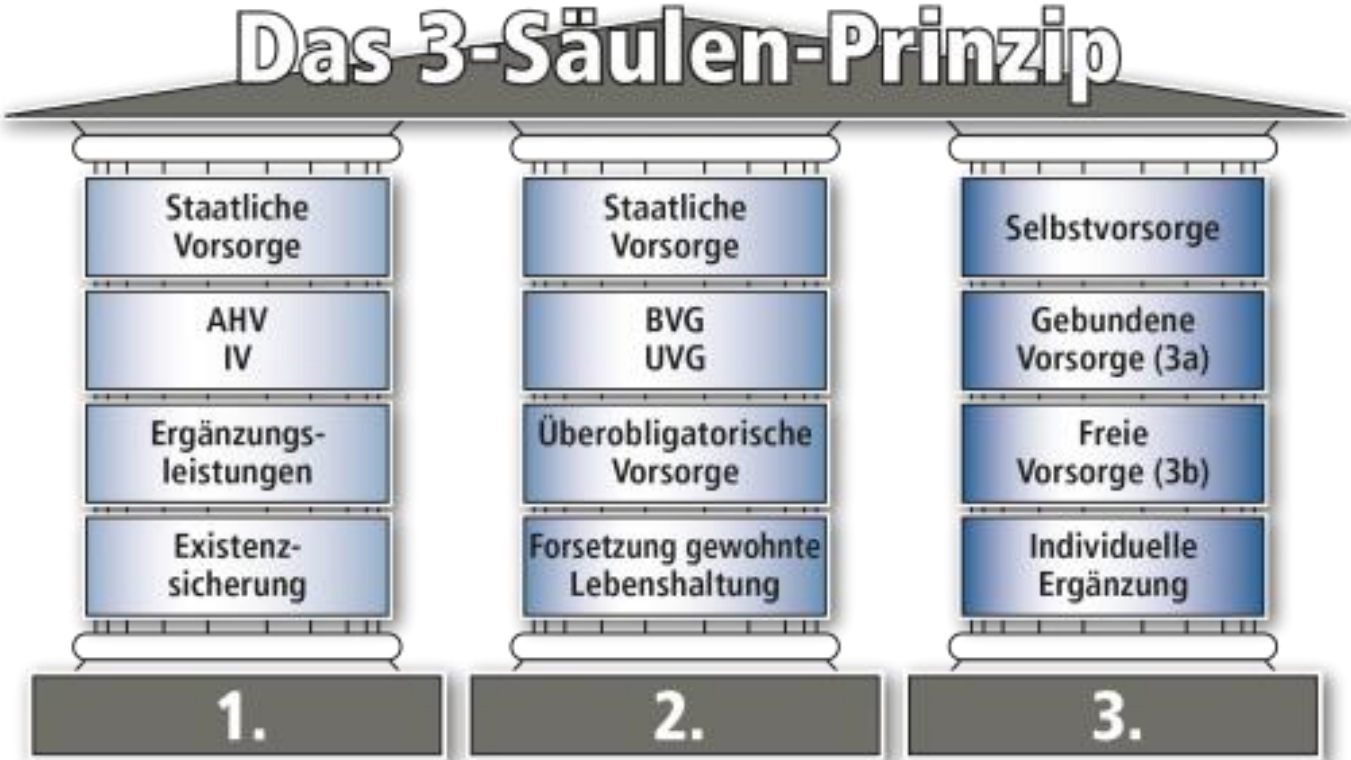 Das 3-Säulen-Prinzip
Staatliche
Vorsorge
AHV
IV
Ergänzungs-
leistungen
Existenz-
sicherung
1.
Staatliche
Vorsorge
BVG
UVG
Überobligatorische
Vorsorge
Forsetzung gewohnte
Lebenshaltung
2.
Selbstvorsorge
Gebundene
Vorsorge (3a)
Freie
Vorsorge (3b)
Individuelle
Ergänzung
3.